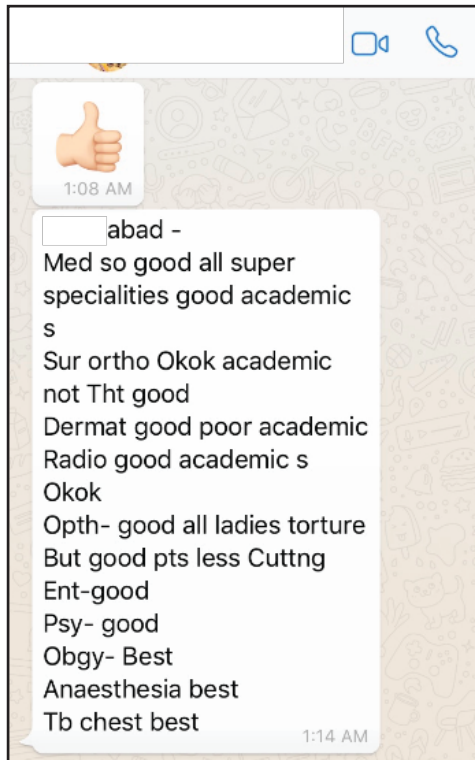 1:08 AM
abad -
Med so good all super
specialities good academic
s
Sur ortho Okok academic
not Tht good
Dermat good poor academic
Radio good academic s
Okok
Opth- good all ladies torture
But good pts less Cuttng
Ent-good
Psy- good
Obgy- Best
Anaesthesia best
Tb chest best
1:14 AM